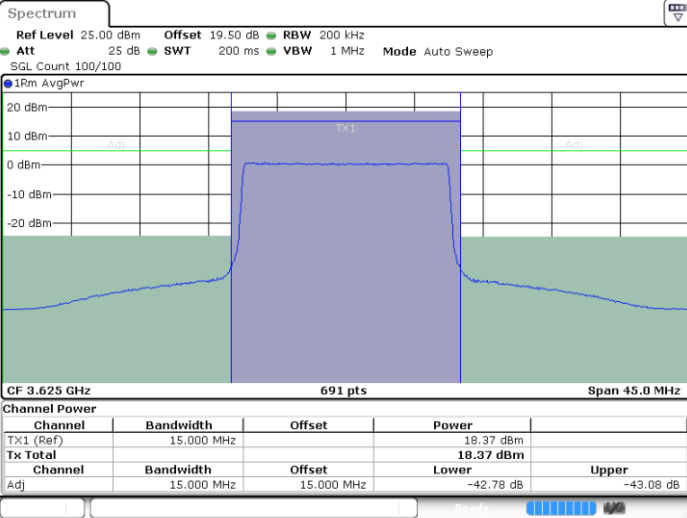 Spectrum
Ref Level 25.00 dBm Offset 19.50 dB RBW 200 kHz
Att 25 dB SWT 200 ms VBW 1 MHz Mode Auto Sweep
SGL Count 100/100
1Rm AvgPwr
20 dBm
TX1
10 dBm
Adj Adj
0 dBm
-10 dBm
-20 dBm
CF 3.625 GHz 691 pts Span 45.0 MHz
Channel Power
Channel Bandwidth Offset Power
TX1 (Ref) 15.000 MHz 18.37 dBm
Tx Total 18.37 dBm
Channel Bandwidth Offset Lower Upper
Adj 15.000 MHz 15.000 MHz -42.78 dB -43.08 dB
Ready